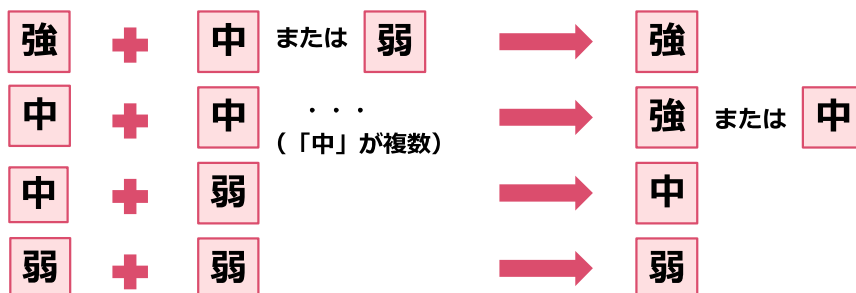 強 + 中 または 弱 → 強
中 + 中 ・・・ → 強 または 中
(「中」が複数)
中 + 弱 → 中
弱 + 弱 → 弱